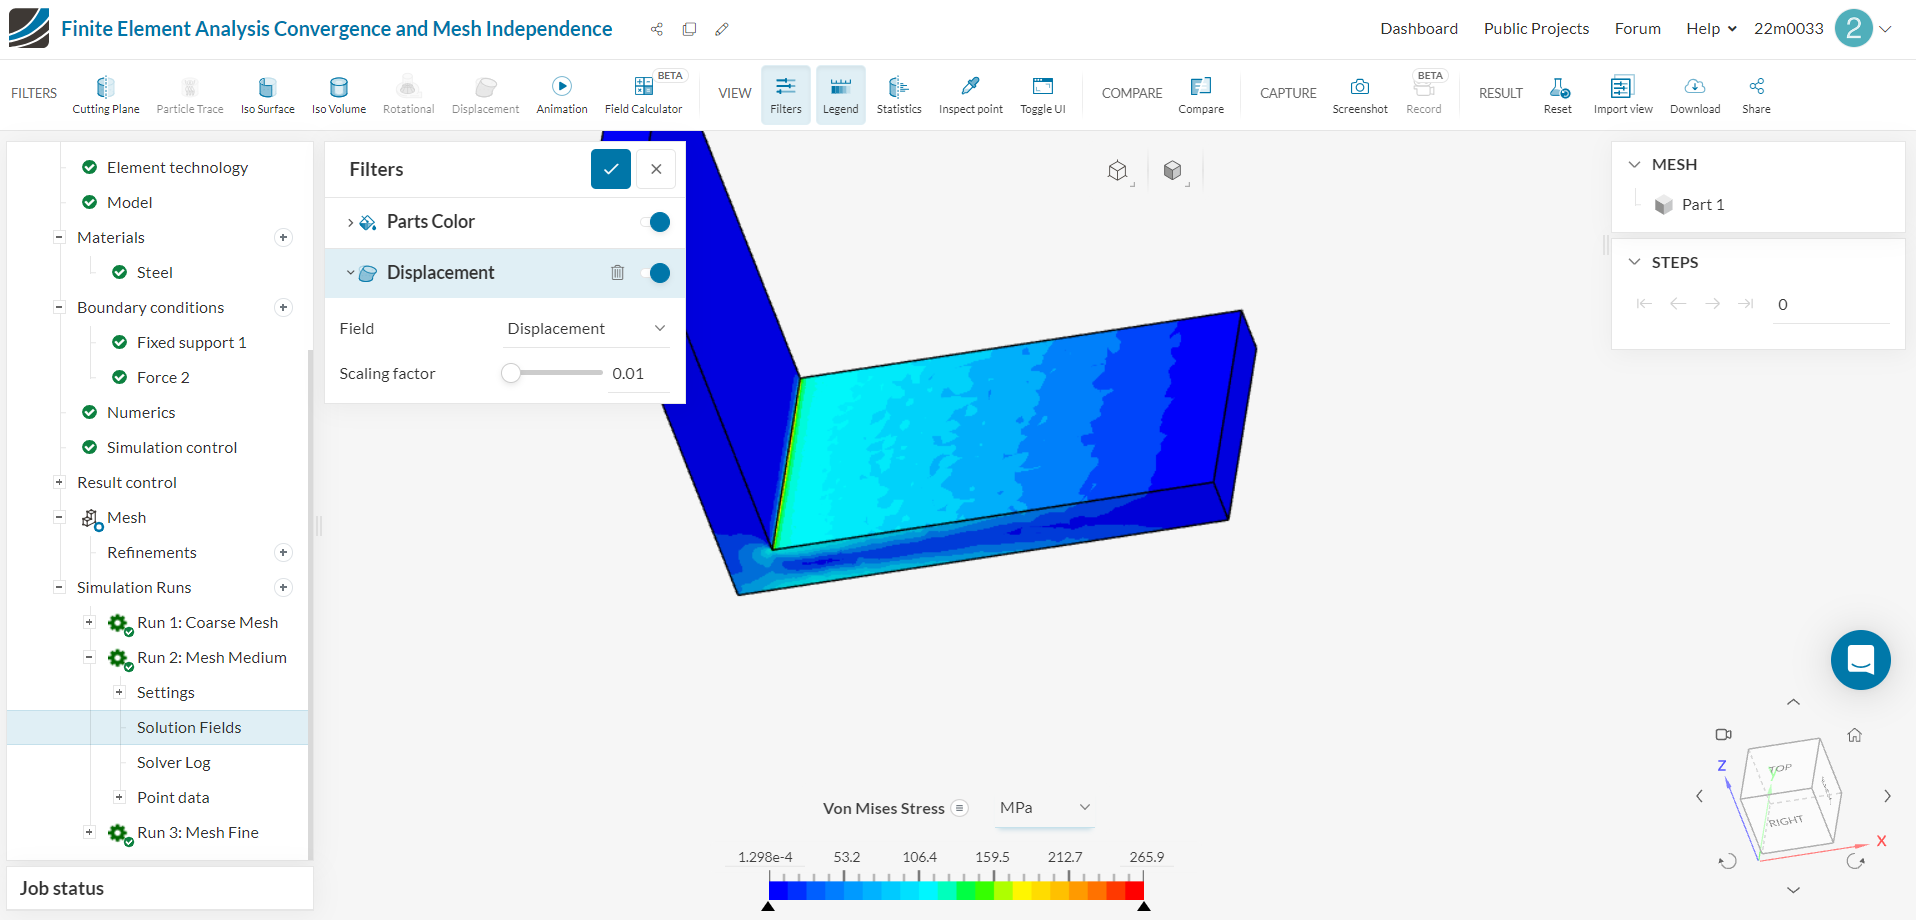 Finite Element Analysis Convergence and Mesh Independence
Dashboard Public Projects Forum Help 22m0033 2
FILTERS Cutting Plane Particle Trace Iso Surface Iso Volume Rotational Displacement Animation BETA Field Calculator VIEW Filters Legend Statistics Inspect point Toggle UI COMPARE Compare CAPTURE Screenshot BETA Record RESULT Reset Import view Download Share
Element technology
Model
Materials
Steel
Boundary conditions
Fixed support 1
Force 2
Numerics
Simulation control
Result control
Mesh
Refinements
Simulation Runs
Run 1: Coarse Mesh
Run 2: Mesh Medium
Settings
Solution Fields
Solver Log
Point data
Run 3: Mesh Fine
Job status
Filters
Parts Color
Displacement
Field Displacement
Scaling factor 0.01
MESH
Part 1
STEPS
0
Von Mises Stress MPa
1.298e-4 53.2 106.4 159.5 212.7 265.9
Z
TOP
RIGHT
X